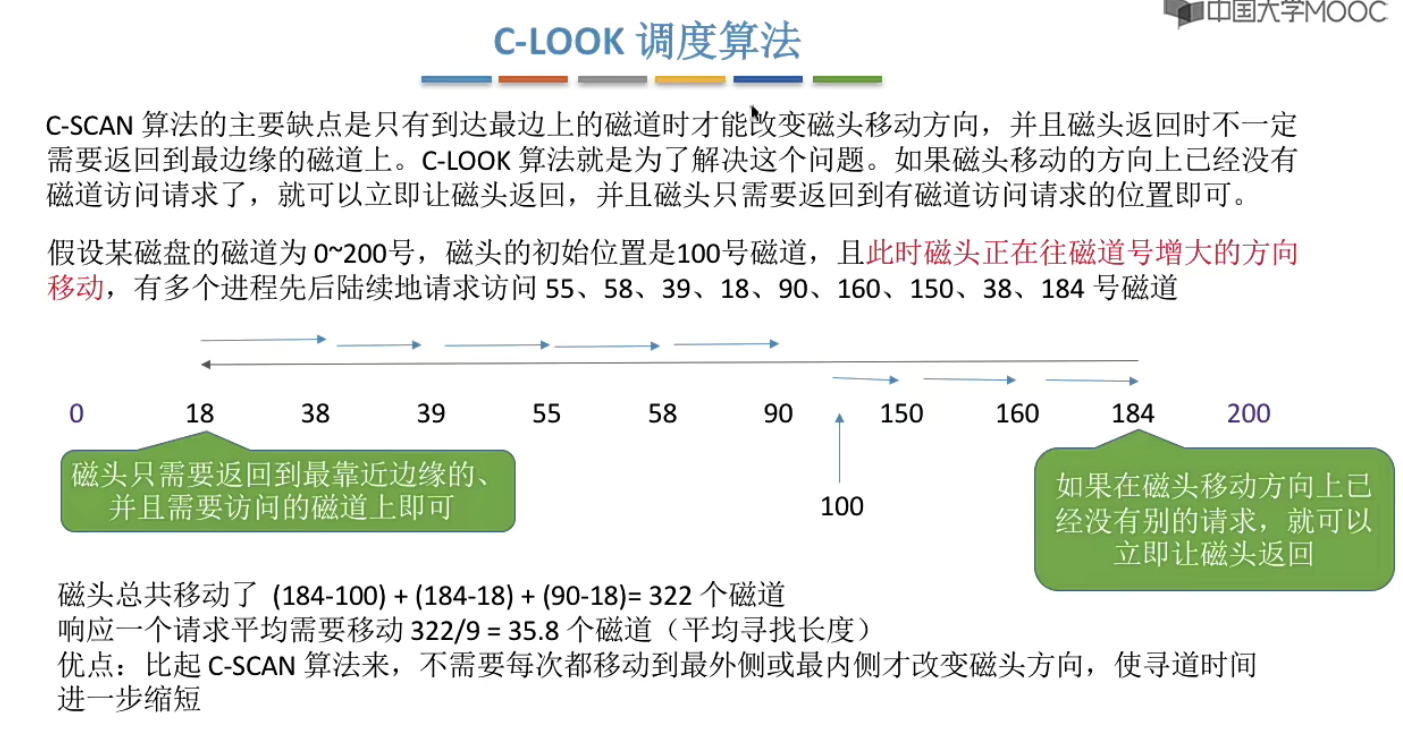 中国大学MOOC
C-LOOK 调度算法
C-SCAN 算法的主要缺点是只有到达最边上的磁道时才能改变磁头移动方向，并且磁头返回时不一定
需要返回到最边缘的磁道上。C-LOOK 算法就是为了解决这个问题。如果磁头移动的方向上已经没有
磁道访问请求了，就可以立即让磁头返回，并且磁头只需要返回到有磁道访问请求的位置即可。
假设某磁盘的磁道为 0~200号，磁头的初始位置是100号磁道，且此时磁头正在往磁道号增大的方向
移动，有多个进程先后陆续地请求访问 55、58、39、18、90、160、150、38、184 号磁道
0 18 38 39 55 58 90 150 160 184 200
磁头只需要返回到最靠近边缘的、
并且需要访问的磁道上即可
100
如果在磁头移动方向上已
经没有别的请求，就可以
立即让磁头返回
磁头总共移动了 (184-100) + (184-18) + (90-18)= 322 个磁道
响应一个请求平均需要移动 322/9 = 35.8 个磁道（平均寻找长度）
优点：比起 C-SCAN 算法来，不需要每次都移动到最外侧或最内侧才改变磁头方向，使寻道时间
进一步缩短